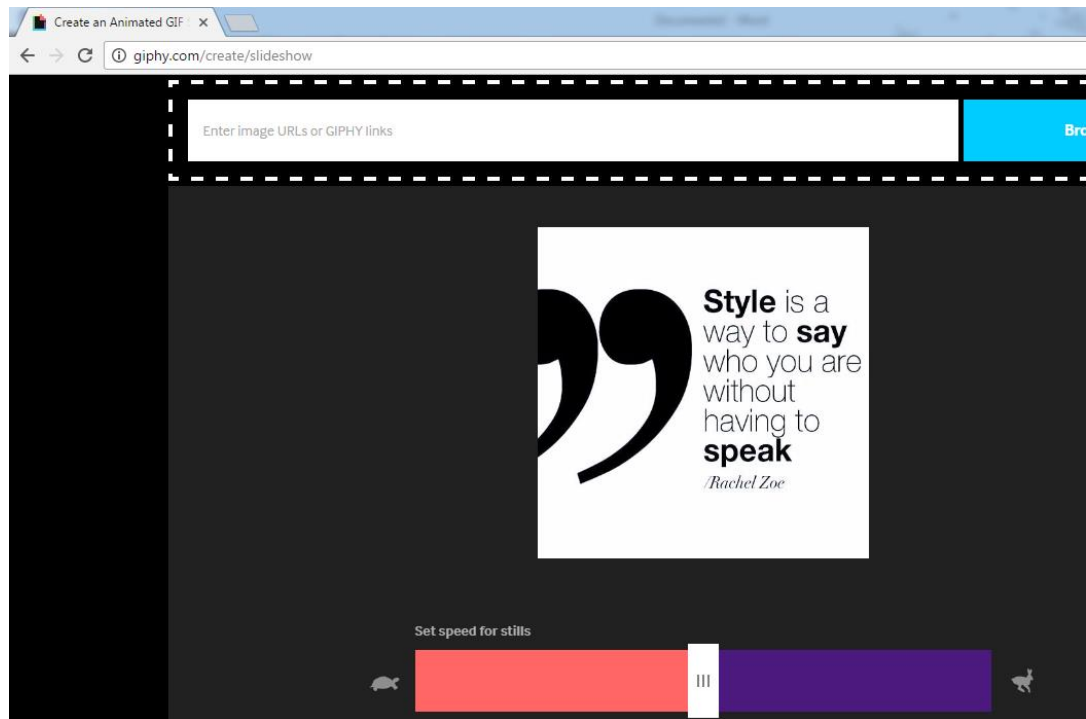 Create an Animated GIF
giphy.com/create/slideshow
Enter image URLs or GIPHY links
Bro
Style is a
way to say
who you are
without
having to
speak
/Rachel Zoe
Set speed for stills